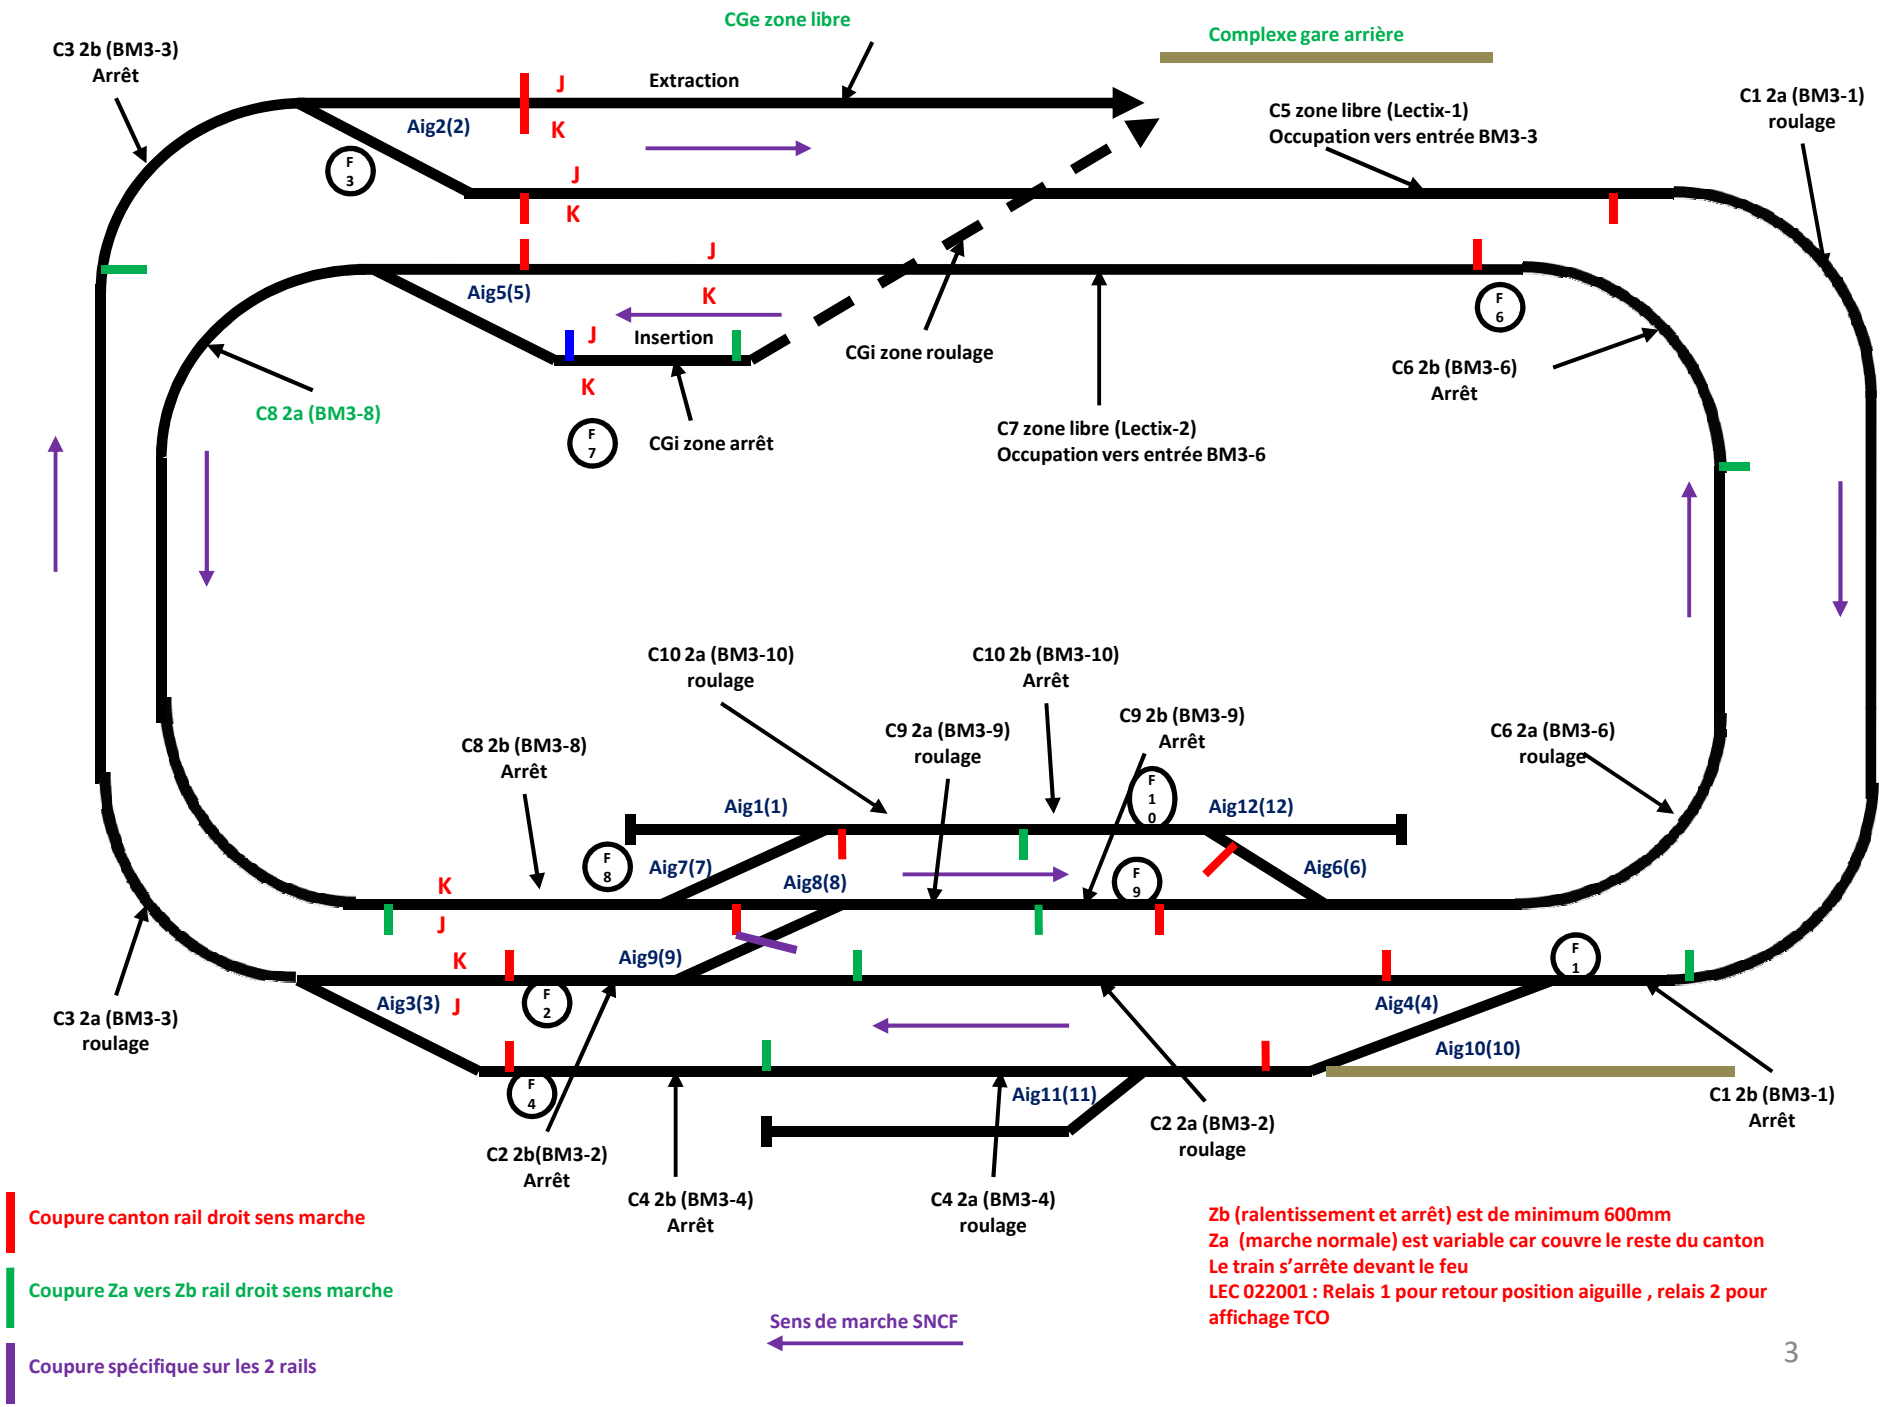 CGe zone libre
Complexe gare arrière
C3 2b (BM3-3)
Arrêt
J
Extraction
K
Aig2(2)
C5 zone libre (Lectix-1)
Occupation vers entrée BM3-3
C1 2a (BM3-1)
roulage
F
3
J
K
J
K
Aig5(5)
F
6
J
Insertion
K
CGi zone roulage
C6 2b (BM3-6)
Arrêt
C8 2a (BM3-8)
F
7
CGi zone arrêt
C7 zone libre (Lectix-2)
Occupation vers entrée BM3-6
C10 2a (BM3-10)
roulage
C10 2b (BM3-10)
Arrêt
C9 2a (BM3-9)
roulage
C9 2b (BM3-9)
Arrêt
C6 2a (BM3-6)
roulage
C8 2b (BM3-8)
Arrêt
F
1
0
Aig1(1)
Aig12(12)
F
8
Aig7(7)
Aig8(8)
F
9
Aig6(6)
K
J
K
Aig9(9)
F
1
Aig3(3)
J
F
2
Aig4(4)
C3 2a (BM3-3)
roulage
Aig10(10)
F
4
Aig11(11)
C1 2b (BM3-1)
Arrêt
C2 2a (BM3-2)
roulage
C2 2b(BM3-2)
Arrêt
C4 2b (BM3-4)
Arrêt
C4 2a (BM3-4)
roulage
Coupure canton rail droit sens marche
Coupure Za vers Zb rail droit sens marche
Coupure spécifique sur les 2 rails
Sens de marche SNCF
Zb (ralentissement et arrêt) est de minimum 600mm
Za (marche normale) est variable car couvre le reste du canton
Le train s'arrête devant le feu
LEC 022001 : Relais 1 pour retour position aiguille , relais 2 pour
affichage TCO
3